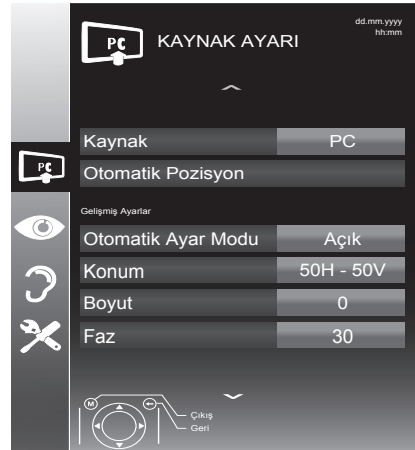 PC KAYNAK AYARI
dd.mm.yyyy
hh:mm
Kaynak PC
PC
Otomatik Pozisyon
Gelişmiş Ayarlar
Otomatik Ayar Modu Açık
Konum 50H - 50V
Boyut 0
Faz 30
M
Çıkış
Geri